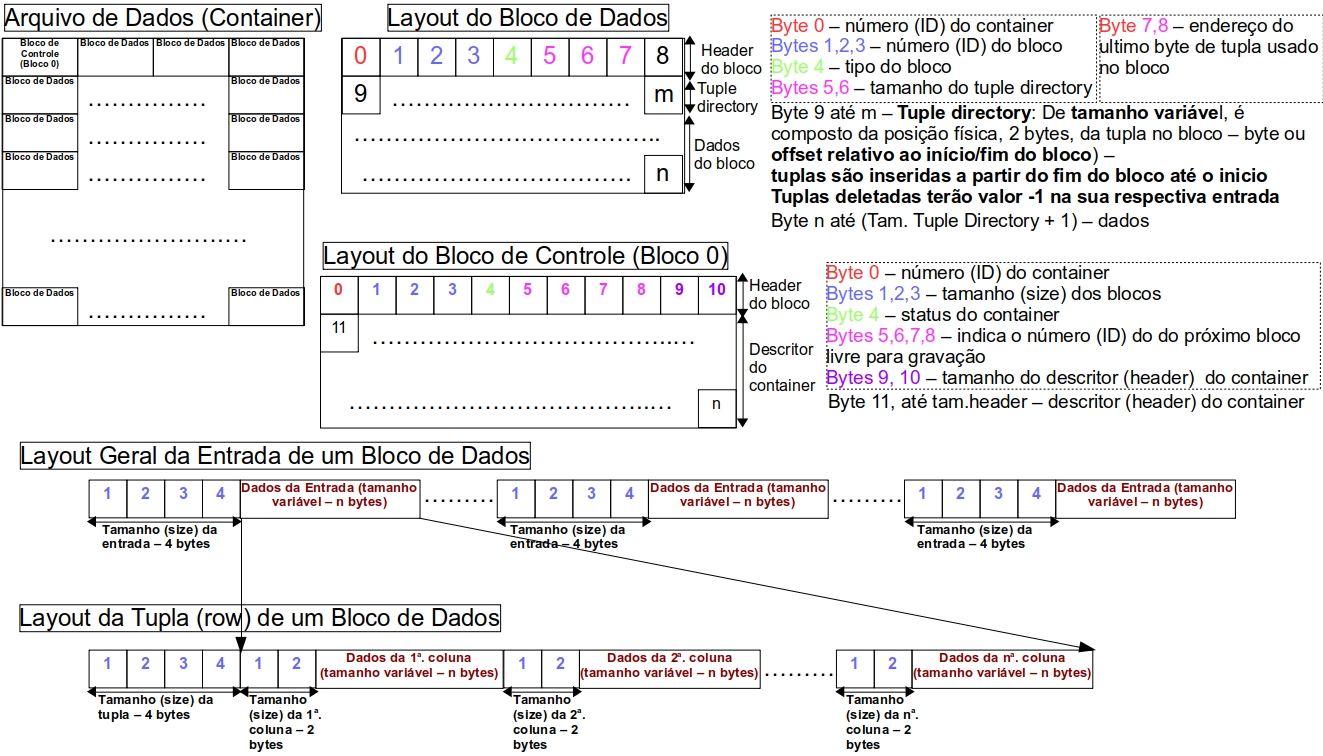 Arquivo de Dados (Container)
Bloco de
Controle
(Bloco 0)
Bloco de Dados
Bloco de Dados
Bloco de Dados
Bloco de Dados
....................
Bloco de Dados
Bloco de Dados
....................
Bloco de Dados
Bloco de Dados
....................
Bloco de Dados
.................................
Bloco de Dados
....................
Bloco de Dados
Layout do Bloco de Dados
0 1 2 3 4 5 6 7 8
Header
do bloco
9 .................................... m
Tuple
directory
..............................................
Dados
do bloco
........................................ n
Byte 0 – número (ID) do container
Bytes 1,2,3 – número (ID) do bloco
Byte 4 – tipo do bloco
Bytes 5,6 – tamanho do tuple directory
Byte 7,8 – endereço do
ultimo byte de tupla usado
no bloco
Byte 9 até m – Tuple directory: De tamanho variável, é
composto da posição física, 2 bytes, da tupla no bloco – byte ou
offset relativo ao início/fim do bloco) –
tuplas são inseridas a partir do fim do bloco até o inicio
Tuplas deletadas terão valor -1 na sua respectiva entrada
Byte n até (Tam. Tuple Directory + 1) – dados
Layout do Bloco de Controle (Bloco 0)
0 1 2 3 4 5 6 7 8 9 10
Header
do bloco
11 ................................................
Descritor
do
container
................................................ n
Byte 0 – número (ID) do container
Bytes 1,2,3 – tamanho (size) dos blocos
Byte 4 – status do container
Bytes 5,6,7,8 – indica o número (ID) do do próximo bloco
livre para gravação
Bytes 9, 10 – tamanho do descritor (header) do container
Byte 11, até tam.header – descritor (header) do container
Layout Geral da Entrada de um Bloco de Dados
1 2 3 4 Dados da Entrada (tamanho
variável – n bytes)
..........
1 2 3 4 Dados da Entrada (tamanho
variável – n bytes)
..........
1 2 3 4 Dados da Entrada (tamanho
variável – n bytes)
Tamanho (size) da
entrada – 4 bytes
Tamanho (size) da
entrada – 4 bytes
Tamanho (size) da
entrada – 4 bytes
Layout da Tupla (row) de um Bloco de Dados
1 2 3 4 1 2 Dados da 1ª. coluna
(tamanho variável – n bytes)
1 2 Dados da 2ª. coluna
(tamanho variável – n bytes)
..........
1 2 Dados da nª. coluna
(tamanho variável – n bytes)
Tamanho (size) da
tupla – 4 bytes
Tamanho
(size) da 1ª.
coluna – 2
bytes
Tamanho
(size) da 2ª.
coluna – 2
bytes
Tamanho
(size) da nª.
coluna – 2
bytes